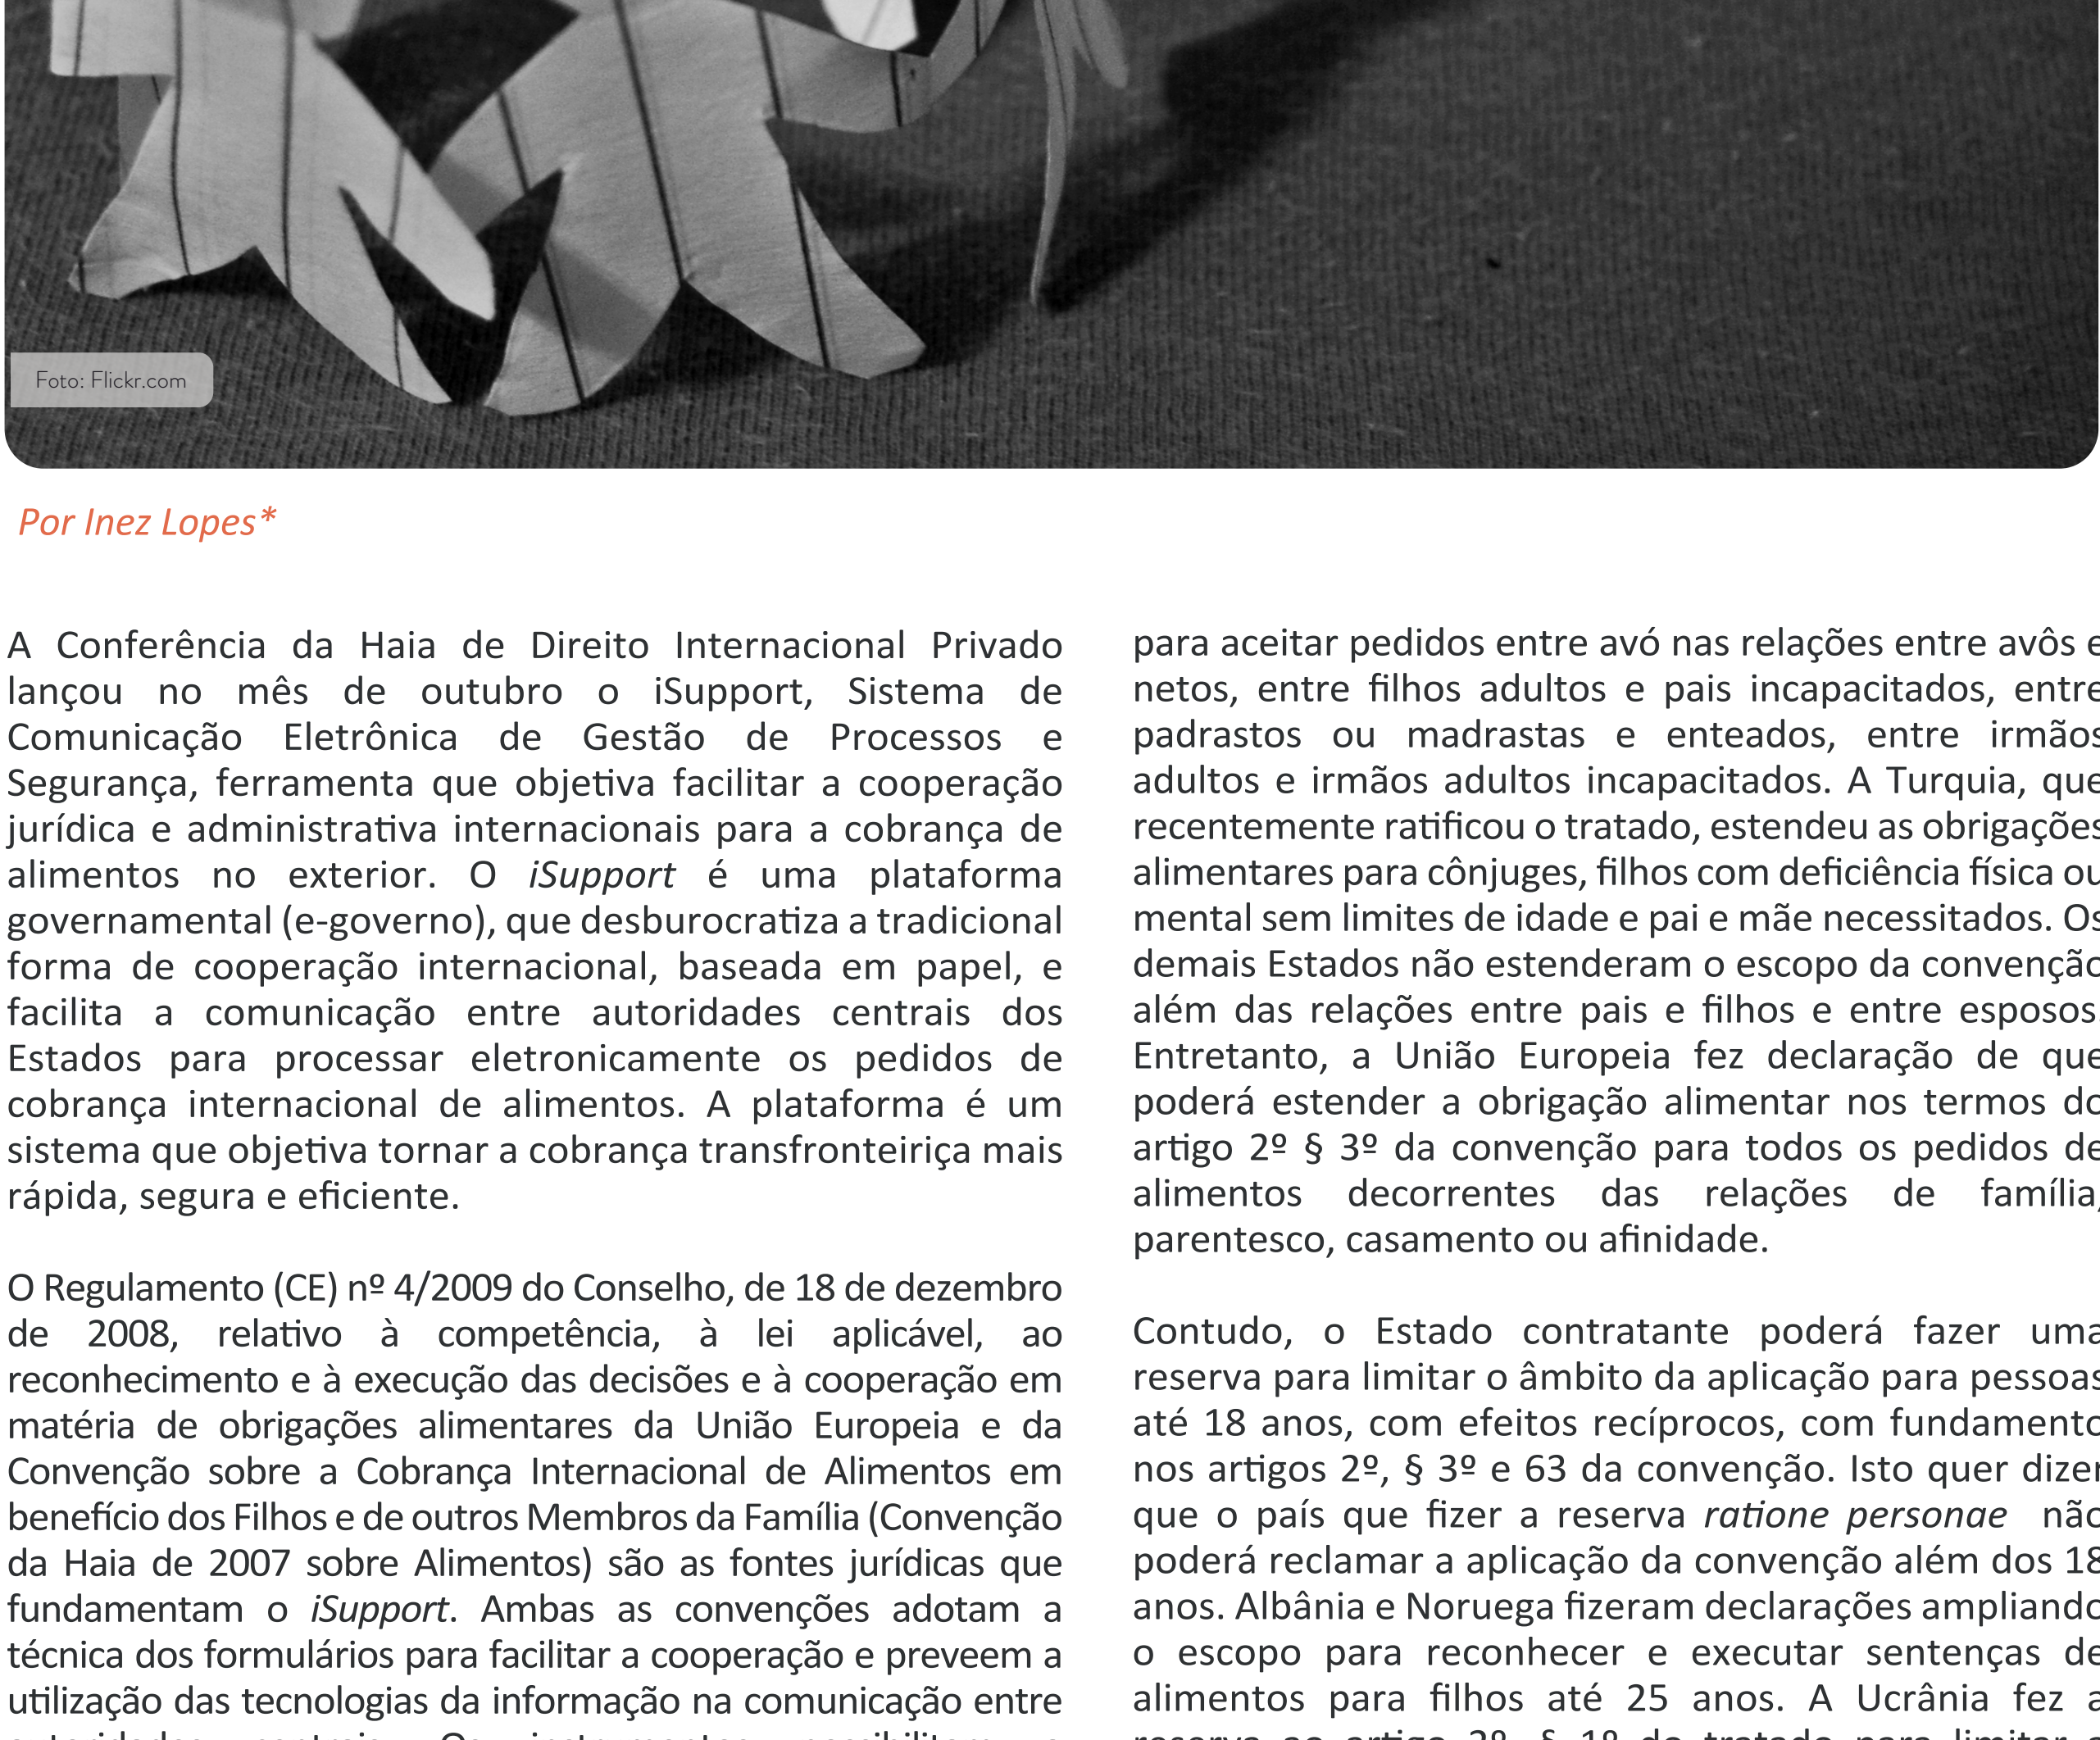 Foto: Flickr.com
Por Inez Lopes*
A Conferência da Haia de Direito Internacional Privado
lançou no mês de outubro o iSupport, Sistema de
Comunicação Eletrônica de Gestão de Processos e
Segurança, ferramenta que objetiva facilitar a cooperação
jurídica e administrativa internacionais para a cobrança de
alimentos no exterior. O iSupport é uma plataforma
governamental (e-governo), que desburocratiza a tradicional
forma de cooperação internacional, baseada em papel, e
facilita a comunicação entre autoridades centrais dos
Estados para processar eletronicamente os pedidos de
cobrança internacional de alimentos. A plataforma é um
sistema que objetiva tornar a cobrança transfronteiriça mais
rápida, segura e eficiente.
O Regulamento (CE) nº 4/2009 do Conselho, de 18 de dezembro
de 2008, relativo à competência, à lei aplicável, ao
reconhecimento e à execução das decisões e à cooperação em
matéria de obrigações alimentares da União Europeia e da
Convenção sobre a Cobrança Internacional de Alimentos em
benefício dos Filhos e de outros Membros da Família (Convenção
da Haia de 2007 sobre Alimentos) são as fontes jurídicas que
fundamentam o iSupport. Ambas as convenções adotam a
técnica dos formulários para facilitar a cooperação e preveem a
utilização das tecnologias da informação na comunicação entre
para aceitar pedidos entre avó nas relações entre avôs e
netos, entre filhos adultos e pais incapacitados, entre
padrastos ou madrastas e enteados, entre irmãos
adultos e irmãos adultos incapacitados. A Turquia, que
recentemente ratificou o tratado, estendeu as obrigações
alimentares para cônjuges, filhos com deficiência física ou
mental sem limites de idade e pai e mãe necessitados. Os
demais Estados não estenderam o escopo da convenção
além das relações entre pais e filhos e entre esposos.
Entretanto, a União Europeia fez declaração de que
poderá estender a obrigação alimentar nos termos do
artigo 2º § 3º da convenção para todos os pedidos de
alimentos decorrentes das relações de família,
parentesco, casamento ou afinidade.
Contudo, o Estado contratante poderá fazer uma
reserva para limitar o âmbito da aplicação para pessoas
até 18 anos, com efeitos recíprocos, com fundamento
nos artigos 2º, § 3º e 63 da convenção. Isto quer dizer
que o país que fizer a reserva ratione personae não
poderá reclamar a aplicação da convenção além dos 18
anos. Albânia e Noruega fizeram declarações ampliando
o escopo para reconhecer e executar sentenças de
alimentos para filhos até 25 anos. A Ucrânia fez a